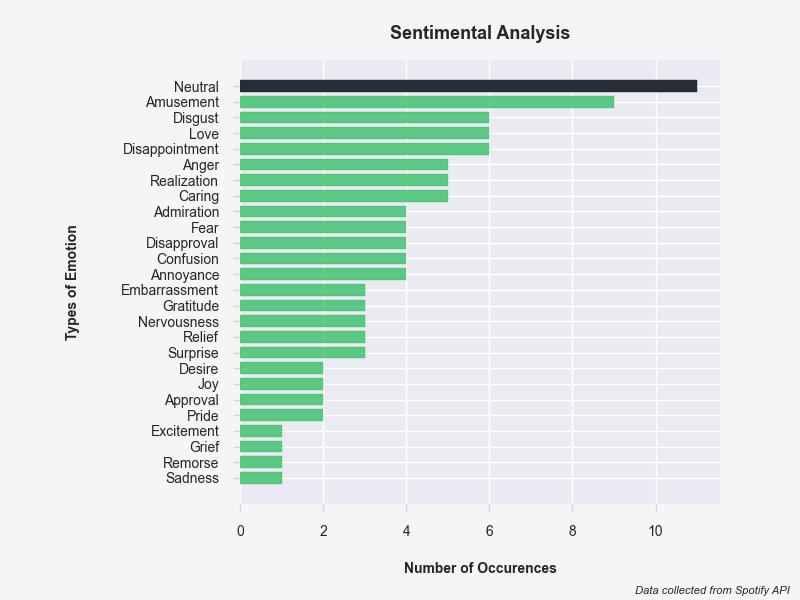 Sentimental Analysis
Types of Emotion
Neutral
Amusement
Disgust
Love
Disappointment
Anger
Realization
Caring
Admiration
Fear
Disapproval
Confusion
Annoyance
Embarrassment
Gratitude
Nervousness
Relief
Surprise
Desire
Joy
Approval
Pride
Excitement
Grief
Remorse
Sadness
0 2 4 6 8 10
Number of Occurences
Data collected from Spotify API